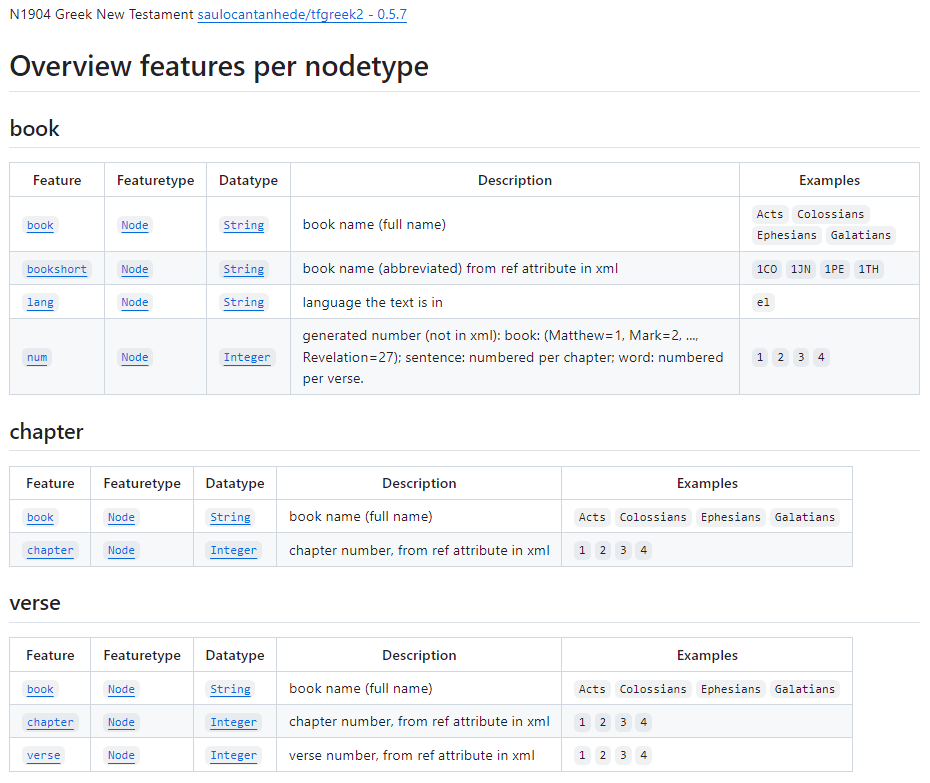 N1904 Greek New Testament saulocantanhede/tfgreek2 - 0.5.7
Overview features per nodetype
book
Feature Featuretype Datatype Description Examples
book Node String book name (full name) Acts Colossians
Ephesians Galatians
bookshort Node String book name (abbreviated) from ref attribute in xml 1CO 1JN 1PE 1TH
lang Node String language the text is in el
num Node Integer generated number (not in xml): book: (Matthew=1, Mark=2, ...,
Revelation=27); sentence: numbered per chapter; word: numbered
per verse. 1 2 3 4
chapter
Feature Featuretype Datatype Description Examples
book Node String book name (full name) Acts Colossians Ephesians Galatians
chapter Node Integer chapter number, from ref attribute in xml 1 2 3 4
verse
Feature Featuretype Datatype Description Examples
book Node String book name (full name) Acts Colossians Ephesians Galatians
chapter Node Integer chapter number, from ref attribute in xml 1 2 3 4
verse Node Integer verse number, from ref attribute in xml 1 2 3 4